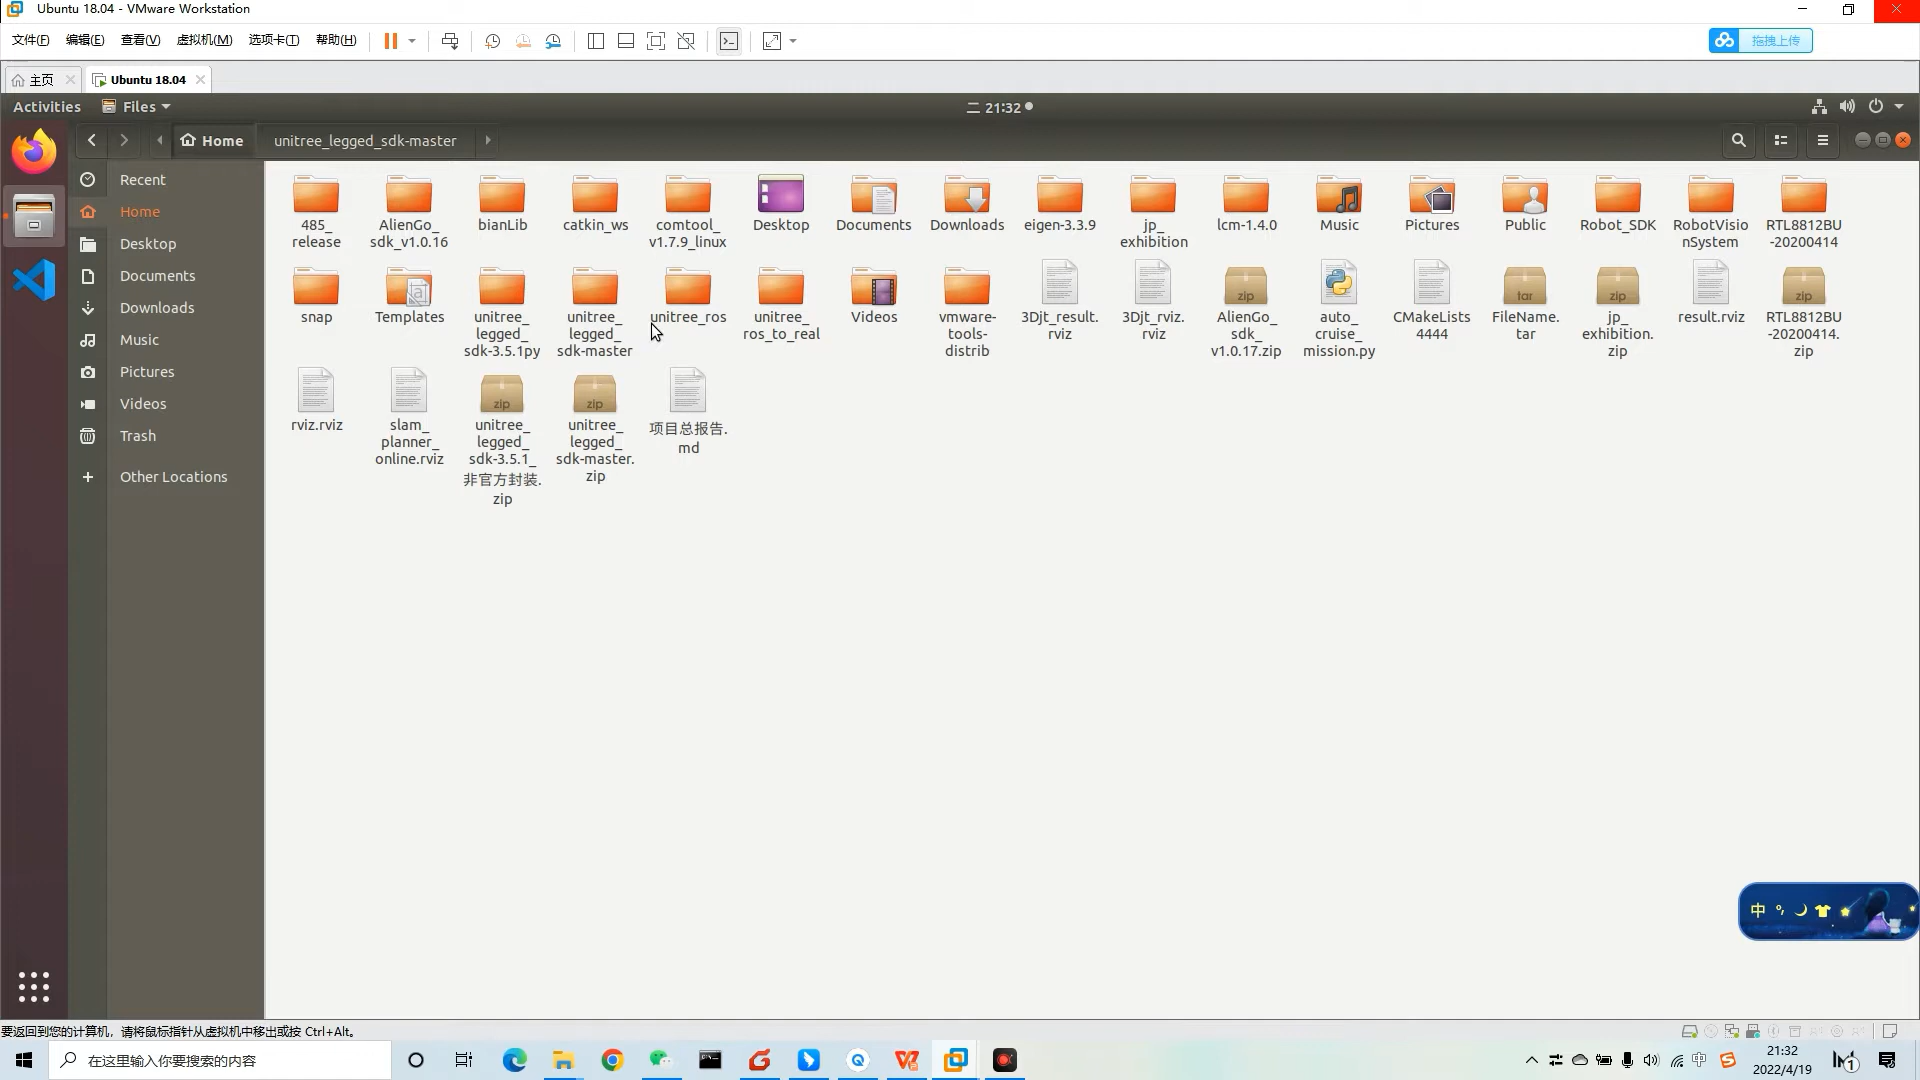 Ubuntu 18.04 - VMware Workstation
文件(F) 编辑(E) 查看(V) 虚拟机(M) 选项卡(T) 帮助(H)
拖拽上传
主页 Ubuntu 18.04
Activities Files 二 21:32
Home unitree_legged_sdk-master
Recent
Home
Desktop
Documents
Downloads
Music
Pictures
Videos
Trash
Other Locations
485_
release
AlienGo_
sdk_v1.0.16
bianLib
catkin_ws
comtool_
v1.7.9_linux
Desktop
Documents
Downloads
eigen-3.3.9
jp_
exhibition
lcm-1.4.0
Music
Pictures
Public
Robot_SDK
RobotVisio
nSystem
RTL8812BU
-20200414
snap
Templates
unitree_
legged_
sdk-3.5.1py
unitree_
legged_
sdk-master
unitree_ros
unitree_
ros_to_real
Videos
vmware-
tools-
distrib
3Djt_result.
rviz
3Djt_rviz.
rviz
zip
AlienGo_
sdk_
v1.0.17.zip
auto_
cruise_
mission.py
CMakeLists
4444
tar
FileName.
tar
zip
jp_
exhibition.
zip
result.rviz
zip
RTL8812BU
-20200414.
zip
rviz.rviz
slam_
planner_
online.rviz
zip
unitree_
legged_
sdk-3.5.1_
非官方封装.
zip
zip
unitree_
legged_
sdk-master.
zip
项目总报告.
md
中
要返回到您的计算机，请将鼠标指针从虚拟机中移出或按 Ctrl+Alt。
在这里输入你要搜索的内容
中
21:32
2022/4/19
1